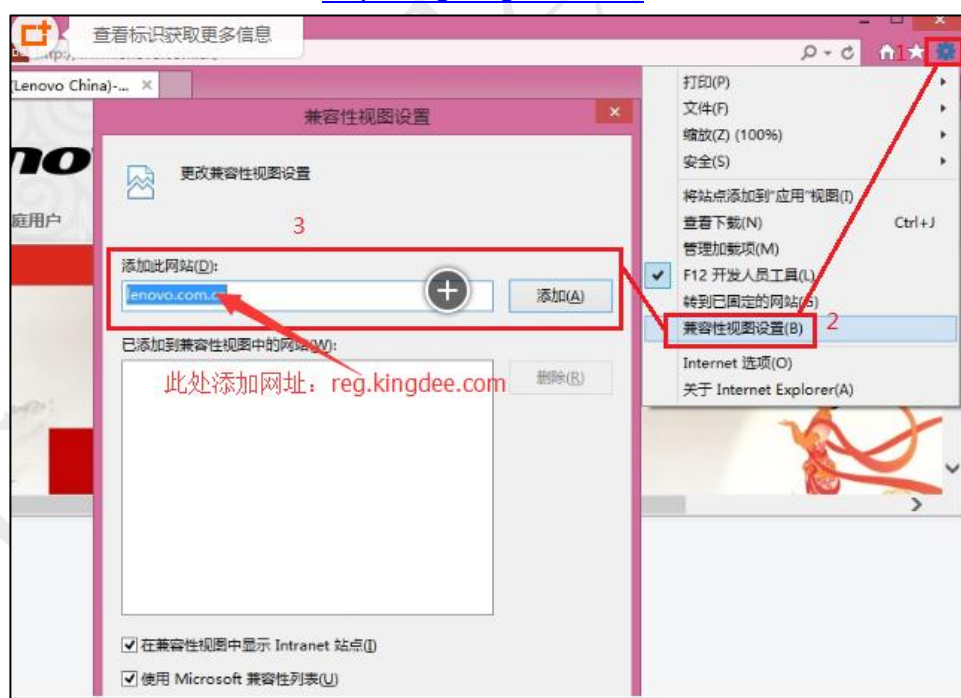 查看标识获取更多信息
1
(Lenovo China)-... ×
打印(P)
文件(F)
缩放(Z) (100%)
安全(S)
将站点添加到“应用”视图(I)
查看下载(N) Ctrl+J
管理加载项(M)
F12 开发人员工具(L)
转到已固定的网站(G)
兼容性视图设置(B) 2
Internet 选项(O)
关于 Internet Explorer(A)
兼容性视图设置
更改兼容性视图设置
no
庭用户
3
添加此网站(D):
lenovo.com.c
添加(A)
已添加到兼容性视图中的网站(W):
此处添加网址：reg.kingdee.com
删除(R)
在兼容性视图中显示 Intranet 站点(I)
使用 Microsoft 兼容性列表(U)